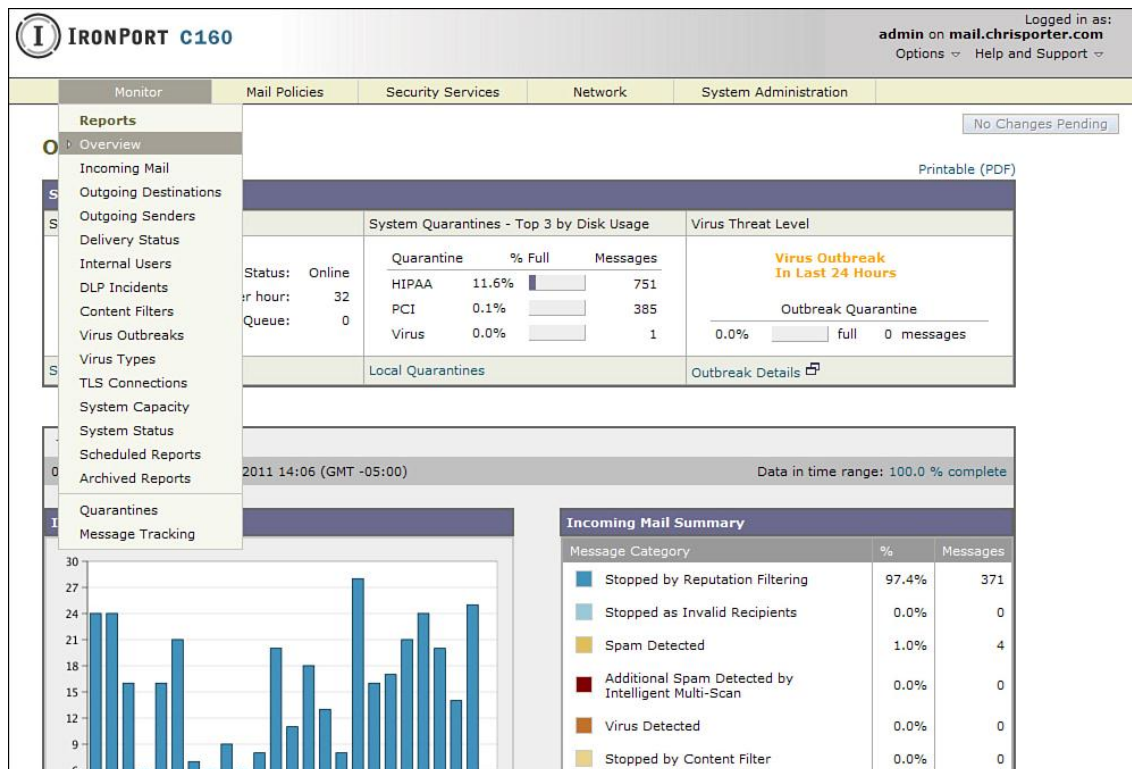 IRONPORT C160
Logged in as:
admin on mail.chrisporter.com
Options Help and Support
Monitor Mail Policies Security Services Network System Administration
No Changes Pending
Printable (PDF)
Reports
Overview
Incoming Mail
Outgoing Destinations
Outgoing Senders
Delivery Status
Internal Users
DLP Incidents
Content Filters
Virus Outbreaks
Virus Types
TLS Connections
System Capacity
System Status
Scheduled Reports
Archived Reports
Quarantines
Message Tracking
Status: Online
er hour: 32
Queue: 0
System Quarantines - Top 3 by Disk Usage
Quarantine % Full Messages
HIPAA 11.6% 751
PCI 0.1% 385
Virus 0.0% 1
Local Quarantines
Virus Threat Level
Virus Outbreak
In Last 24 Hours
Outbreak Quarantine
0.0% full 0 messages
Outbreak Details
2011 14:06 (GMT -05:00) Data in time range: 100.0 % complete
30
27
24
21
18
15
12
9
Incoming Mail Summary
Message Category % Messages
Stopped by Reputation Filtering 97.4% 371
Stopped as Invalid Recipients 0.0% 0
Spam Detected 1.0% 4
Additional Spam Detected by
Intelligent Multi-Scan 0.0% 0
Virus Detected 0.0% 0
Stopped by Content Filter 0.0% 0